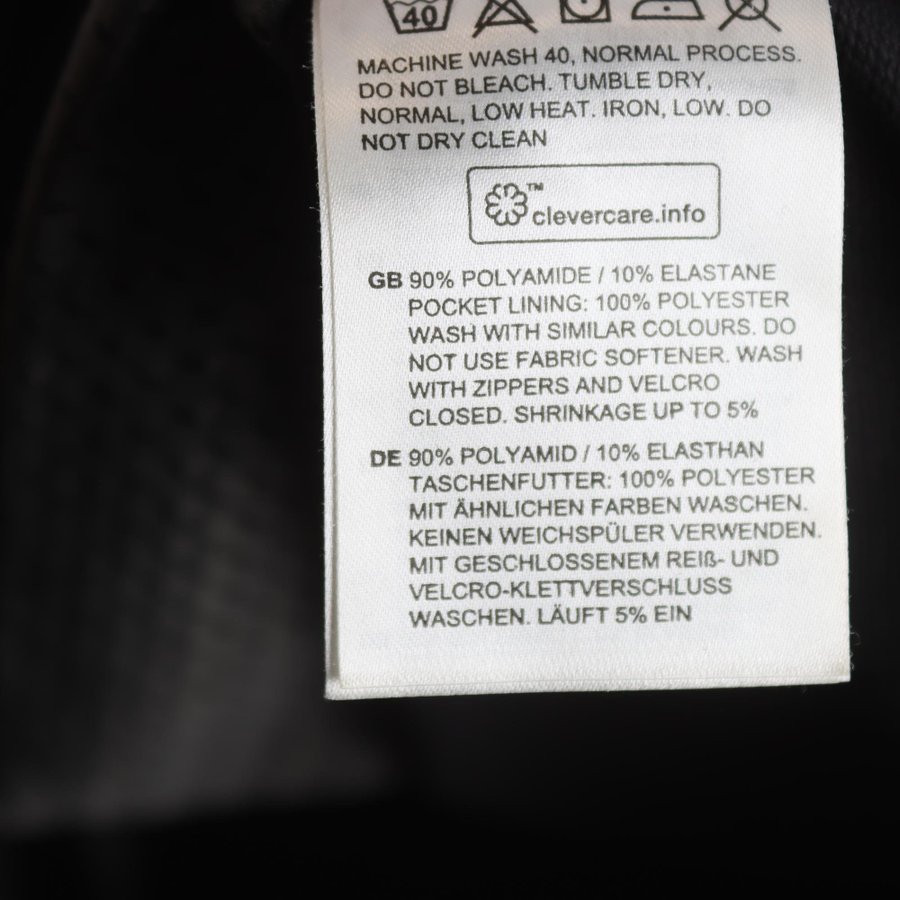 40
MACHINE WASH 40, NORMAL PROCESS.
DO NOT BLEACH. TUMBLE DRY,
NORMAL, LOW HEAT. IRON, LOW. DO
NOT DRY CLEAN
™
clevercare.info
GB 90% POLYAMIDE / 10% ELASTANE
POCKET LINING: 100% POLYESTER
WASH WITH SIMILAR COLOURS. DO
NOT USE FABRIC SOFTENER. WASH
WITH ZIPPERS AND VELCRO
CLOSED. SHRINKAGE UP TO 5%
DE 90% POLYAMID / 10% ELASTHAN
TASCHENFUTTER: 100% POLYESTER
MIT ÄHNLICHEN FARBEN WASCHEN.
KEINEN WEICHSPÜLER VERWENDEN.
MIT GESCHLOSSENEM REIß- UND
VELCRO-KLETTVERSCHLUSS
WASCHEN. LÄUFT 5% EIN